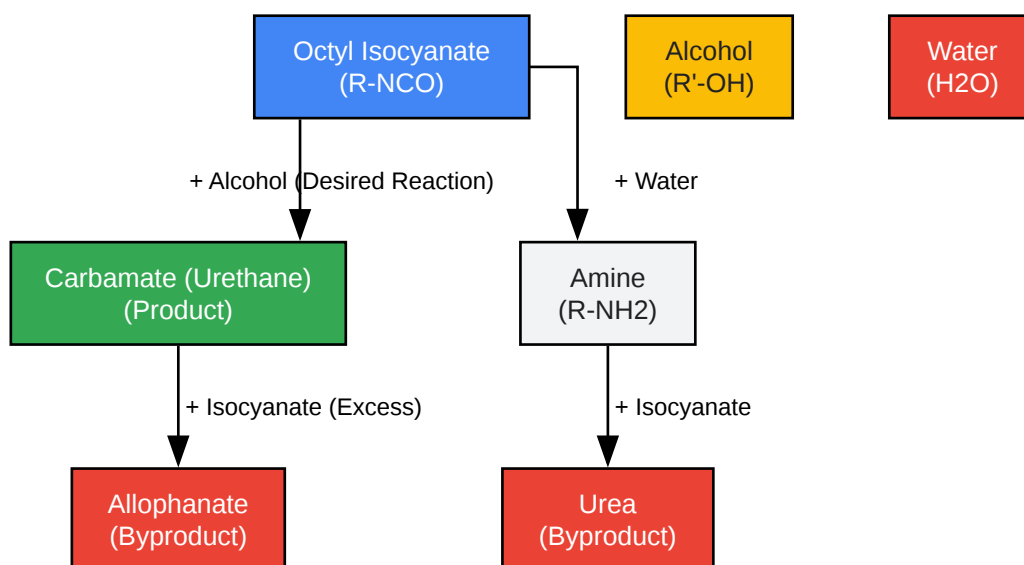 Octyl Isocyanate
(R-NCO)
Alcohol
(R'-OH)
Water
(H2O)
+ Alcohol (Desired Reaction)
+ Water
Carbamate (Urethane)
(Product)
Amine
(R-NH2)
+ Isocyanate (Excess)
+ Isocyanate
Allophanate
(Byproduct)
Urea
(Byproduct)